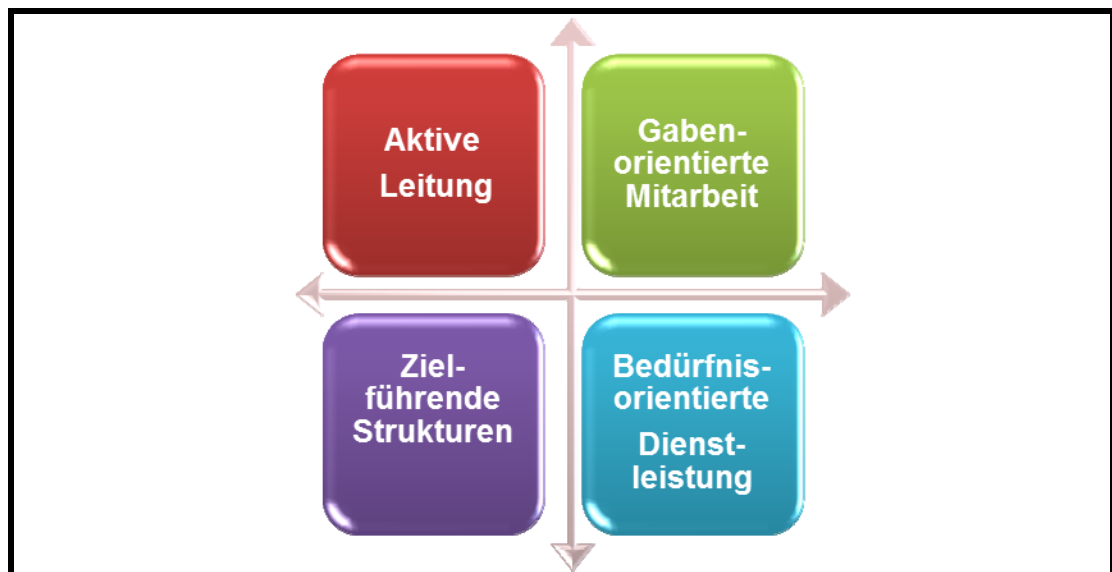 Aktive
Leitung
Gaben-
orientierte
Mitarbeit
Ziel-
führende
Strukturen
Bedürfnis-
orientierte
Dienst-
leistung